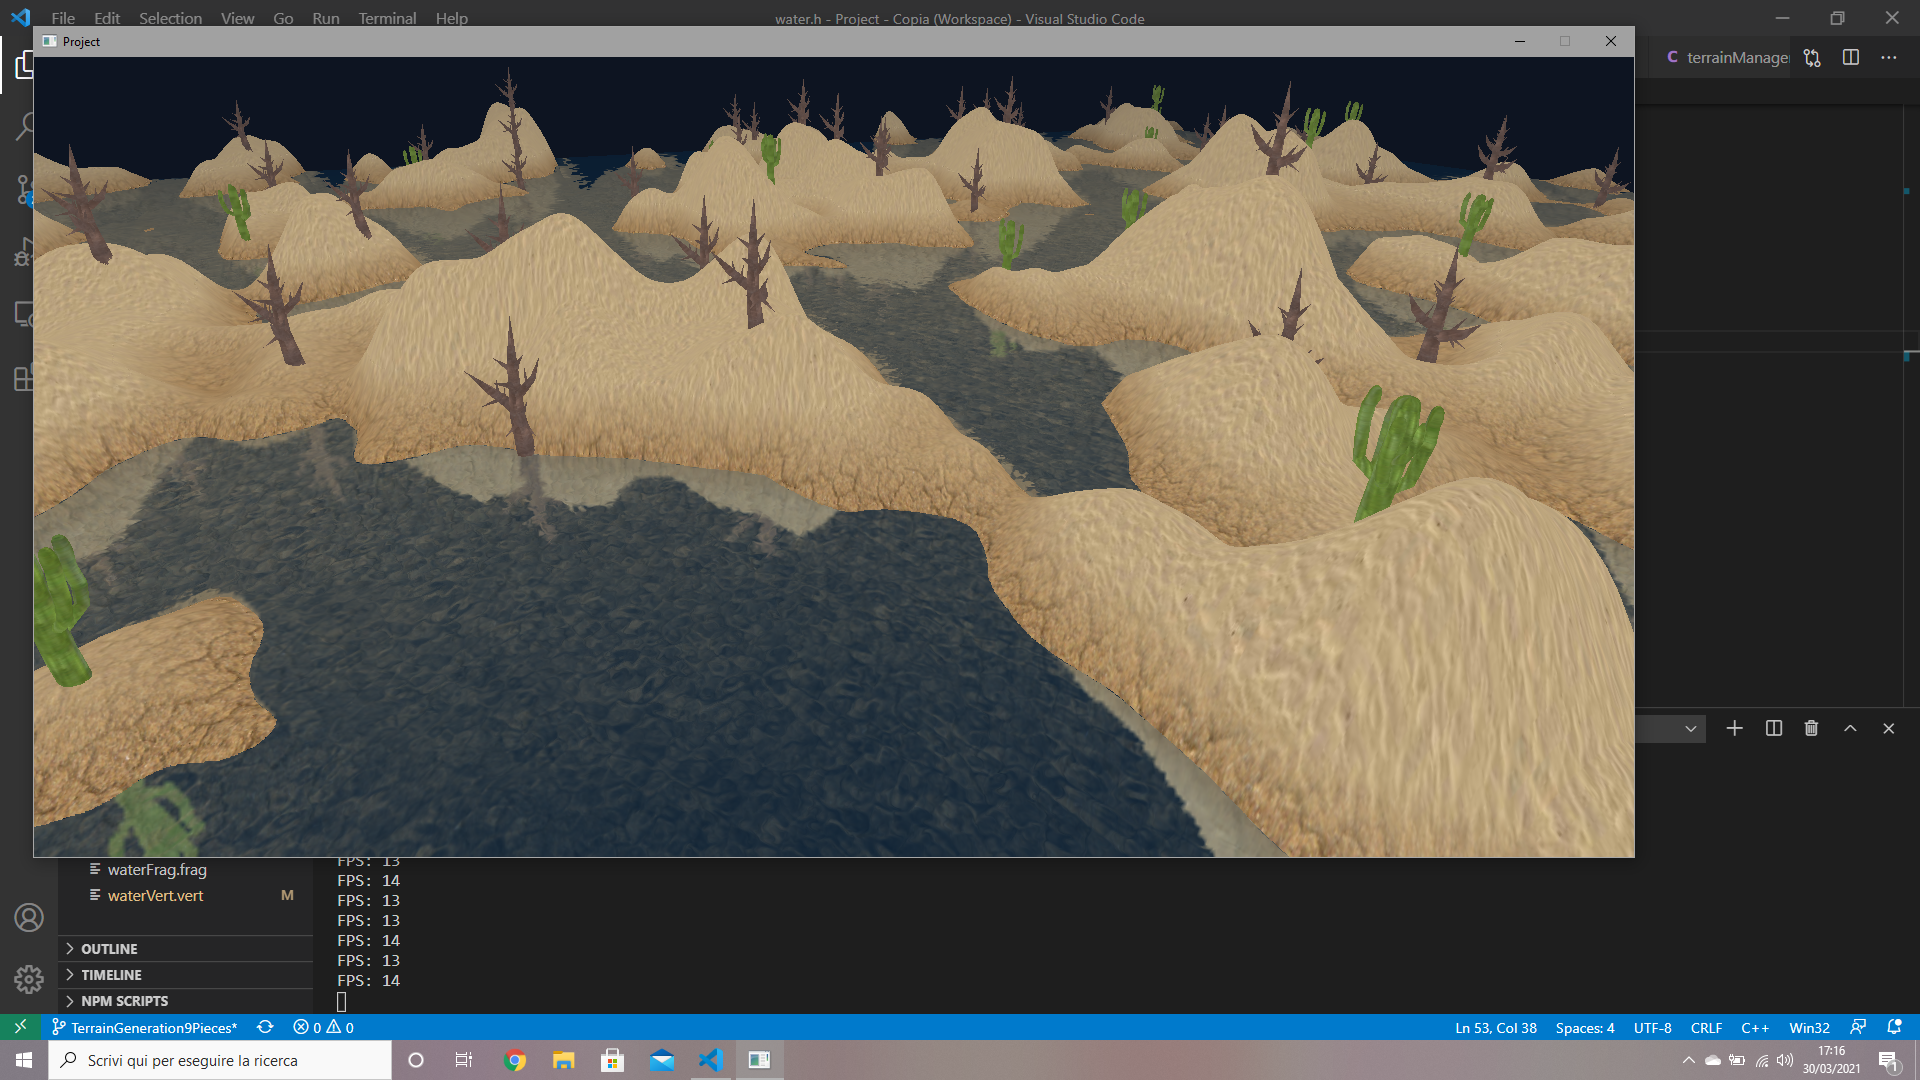 File Edit Selection View Go Run Terminal Help
water.h - Project - Copia (Workspace) - Visual Studio Code
Project
terrainManage
waterFrag.frag
waterVert.vert M
OUTLINE
TIMELINE
NPM SCRIPTS
FPS: 13
FPS: 14
FPS: 13
FPS: 13
FPS: 14
FPS: 13
FPS: 14
TerrainGeneration9Pieces* 0 0
Ln 53, Col 38 Spaces: 4 UTF-8 CRLF C++ Win32
Scrivi qui per eseguire la ricerca
17:16
30/03/2021
1